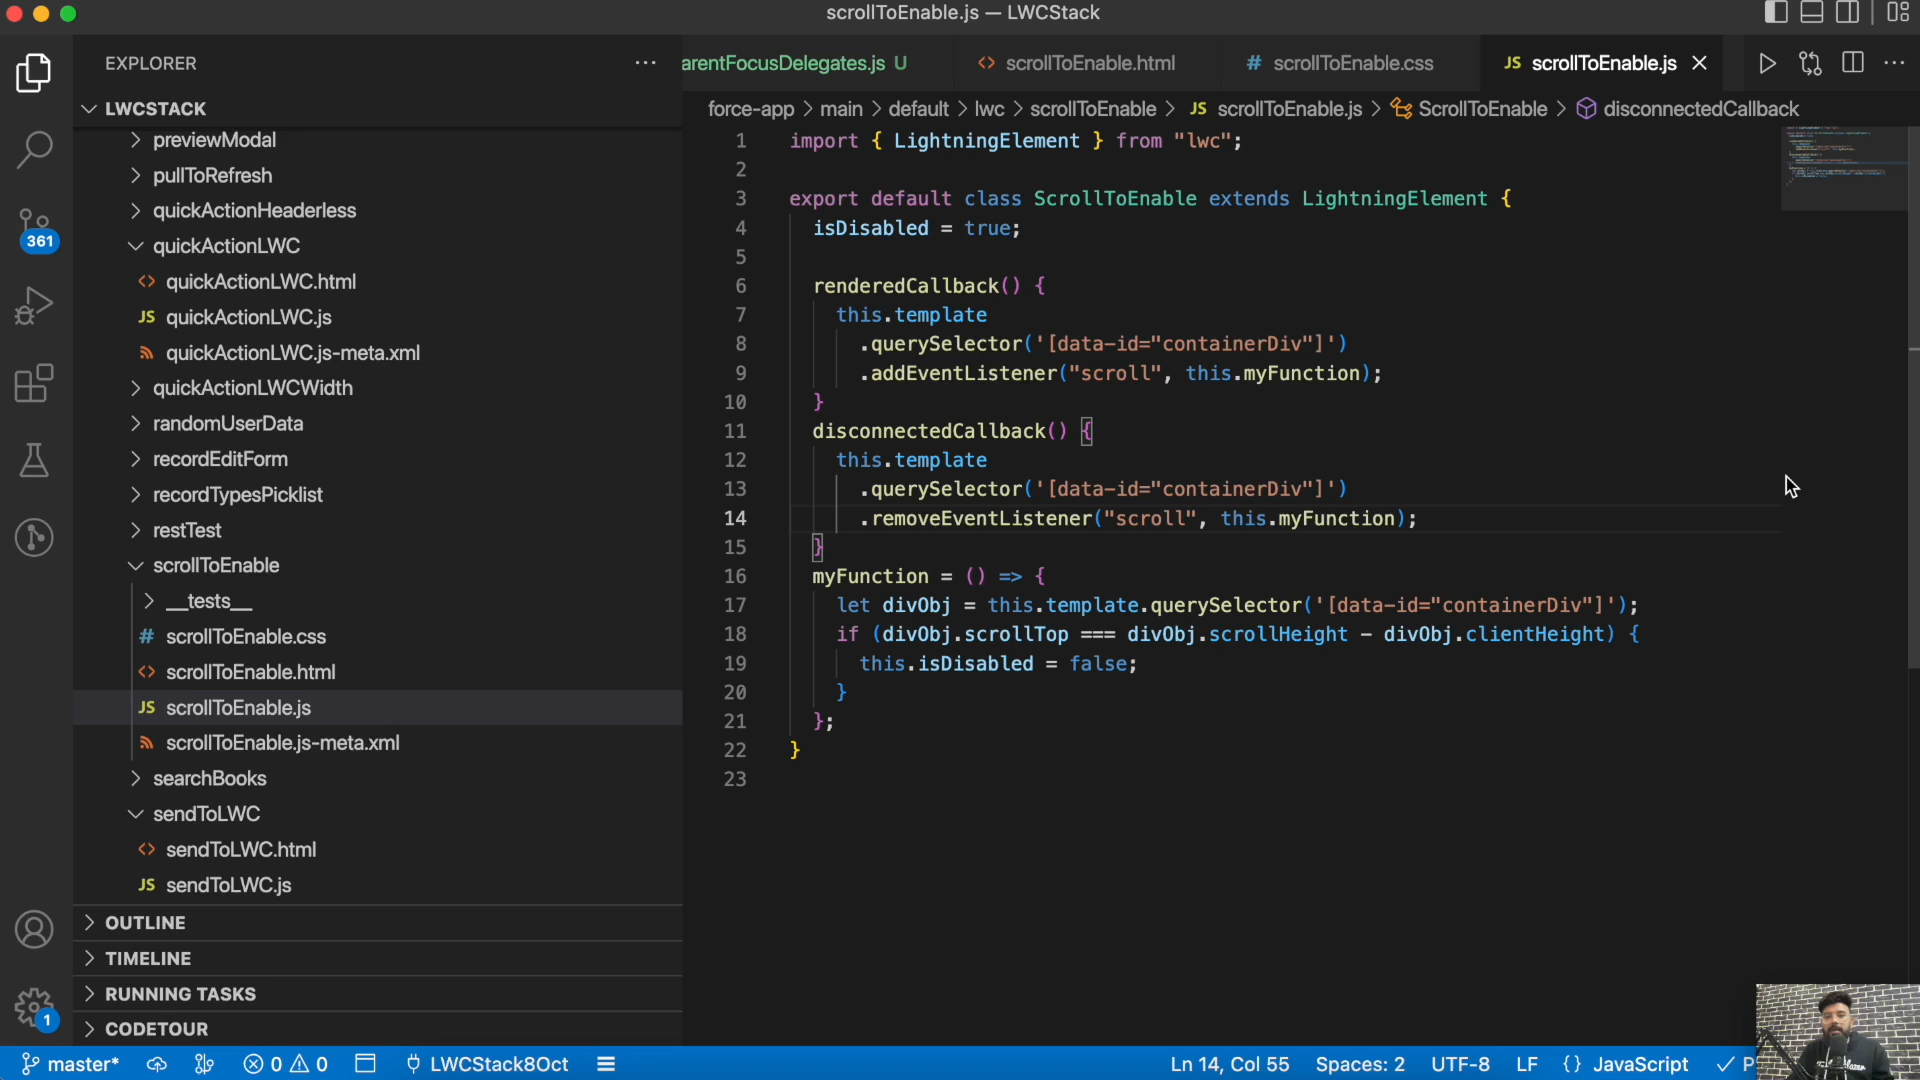 scrollToEnable.js — LWCStack
EXPLORER
LWCSTACK
previewModal
pullToRefresh
quickActionHeaderless
quickActionLWC
quickActionLWC.html
JS quickActionLWC.js
quickActionLWC.js-meta.xml
quickActionLWCWidth
randomUserData
recordEditForm
recordTypesPicklist
restTest
scrollToEnable
__tests__
# scrollToEnable.css
scrollToEnable.html
JS scrollToEnable.js
scrollToEnable.js-meta.xml
searchBooks
sendToLWC
sendToLWC.html
JS sendToLWC.js
OUTLINE
TIMELINE
RUNNING TASKS
CODETOUR
361
1
arentFocusDelegates.js U
scrollToEnable.html
# scrollToEnable.css
JS scrollToEnable.js
force-app > main > default > lwc > scrollToEnable > JS scrollToEnable.js > ScrollToEnable > disconnectedCallback
1 import { LightningElement } from "lwc";
2
3 export default class ScrollToEnable extends LightningElement {
4 isDisabled = true;
5
6 renderedCallback() {
7 this.template
8 .querySelector('[data-id="containerDiv"]')
9 .addEventListener("scroll", this.myFunction);
10 }
11 disconnectedCallback() {
12 this.template
13 .querySelector('[data-id="containerDiv"]')
14 .removeEventListener("scroll", this.myFunction);
15 }
16 myFunction = () => {
17 let divObj = this.template.querySelector('[data-id="containerDiv"]');
18 if (divObj.scrollTop === divObj.scrollHeight - divObj.clientHeight) {
19 this.isDisabled = false;
20 }
21 };
22 }
23
master* 0 0 LWCStack8Oct Ln 14, Col 55 Spaces: 2 UTF-8 LF {} JavaScript P